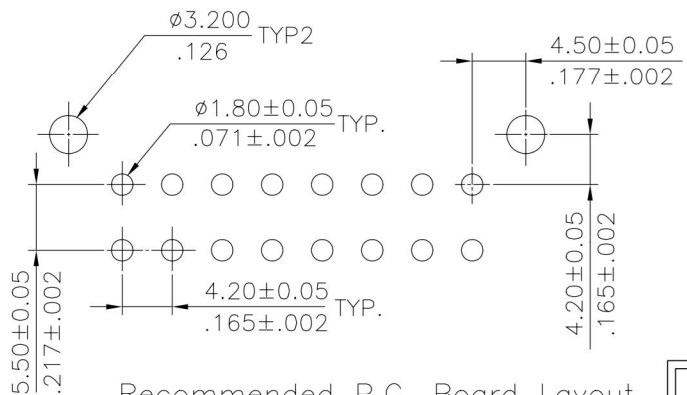 ø3.200
.126
TYP2
4.50±0.05
.177±.002
ø1.80±0.05
.071±.002
TYP.
5.50±0.05
.217±.002
4.20±0.05
.165±.002
TYP.
4.20±0.05
.165±.002
Recommended P.C. Board Layout